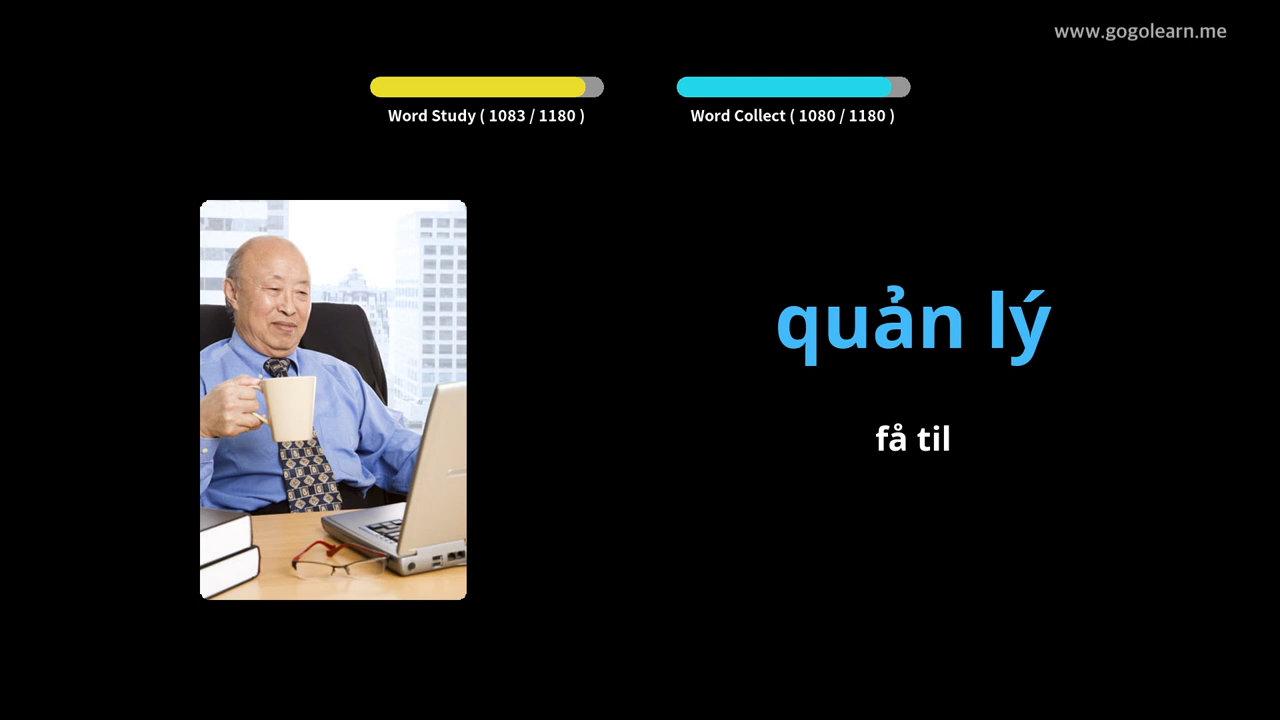 www.gogolearn.me
Word Study ( 1083 / 1180 )
Word Collect ( 1080 / 1180 )
quản lý
få til